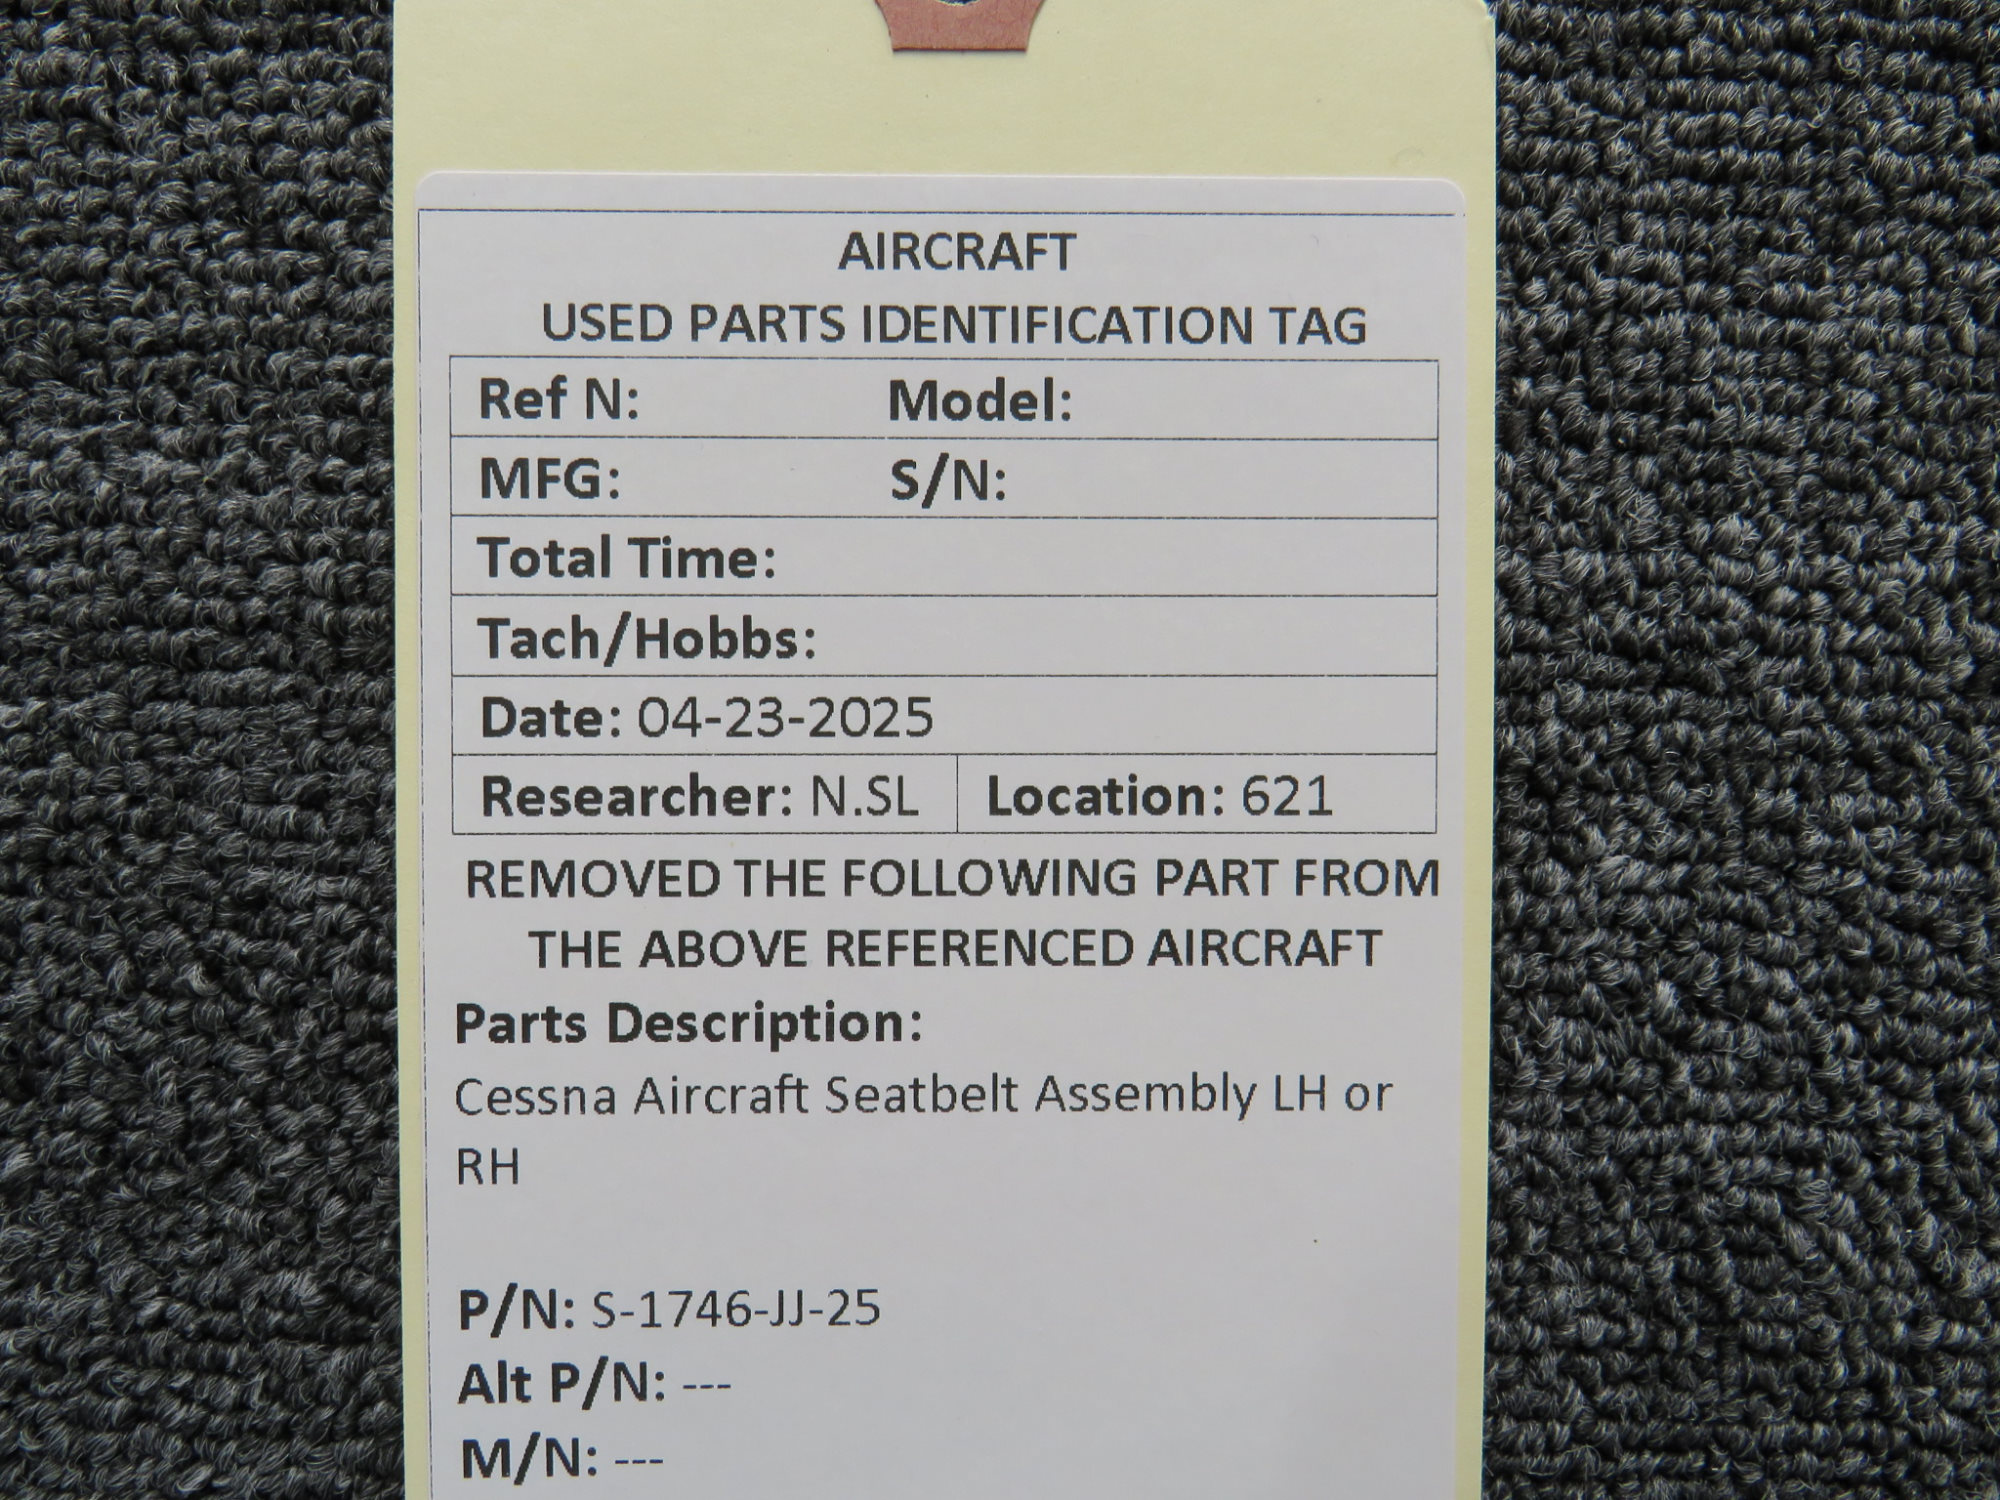 AIRCRAFT
USED PARTS IDENTIFICATION TAG
Ref N: Model:
MFG: S/N:
Total Time:
Tach/Hobbs:
Date: 04-23-2025
Researcher: N.SL Location: 621
REMOVED THE FOLLOWING PART FROM
THE ABOVE REFERENCED AIRCRAFT
Parts Description:
Cessna Aircraft Seatbelt Assembly LH or
RH
P/N: S-1746-JJ-25
Alt P/N: ---
M/N: ---